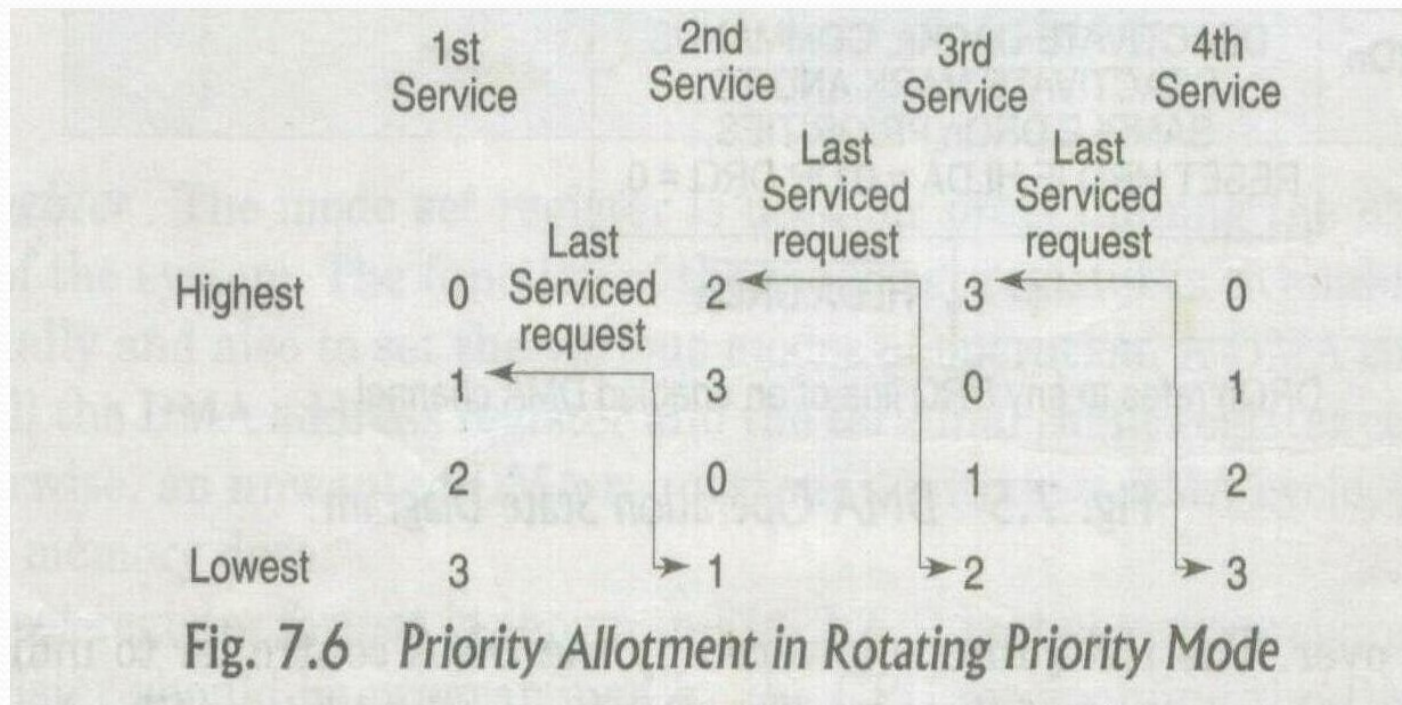 1st
Service
2nd
Service
3rd
Service
4th
Service
Last
Serviced
request
Last
Serviced
request
Last
Serviced
request
Highest 0 2 3 0
1 3 0 1
2 0 1 2
Lowest 3 1 2 3
Fig. 7.6 Priority Allotment in Rotating Priority Mode